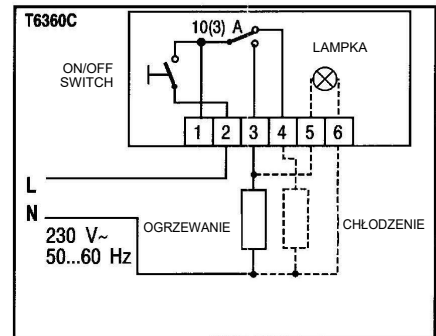 T6360C
10(3) A
LAMPKA
ON/OFF
SWITCH
1 2 3 4 5 6
L
N
OGRZEWANIE
CHŁODZENIE
230 V~
50...60 Hz